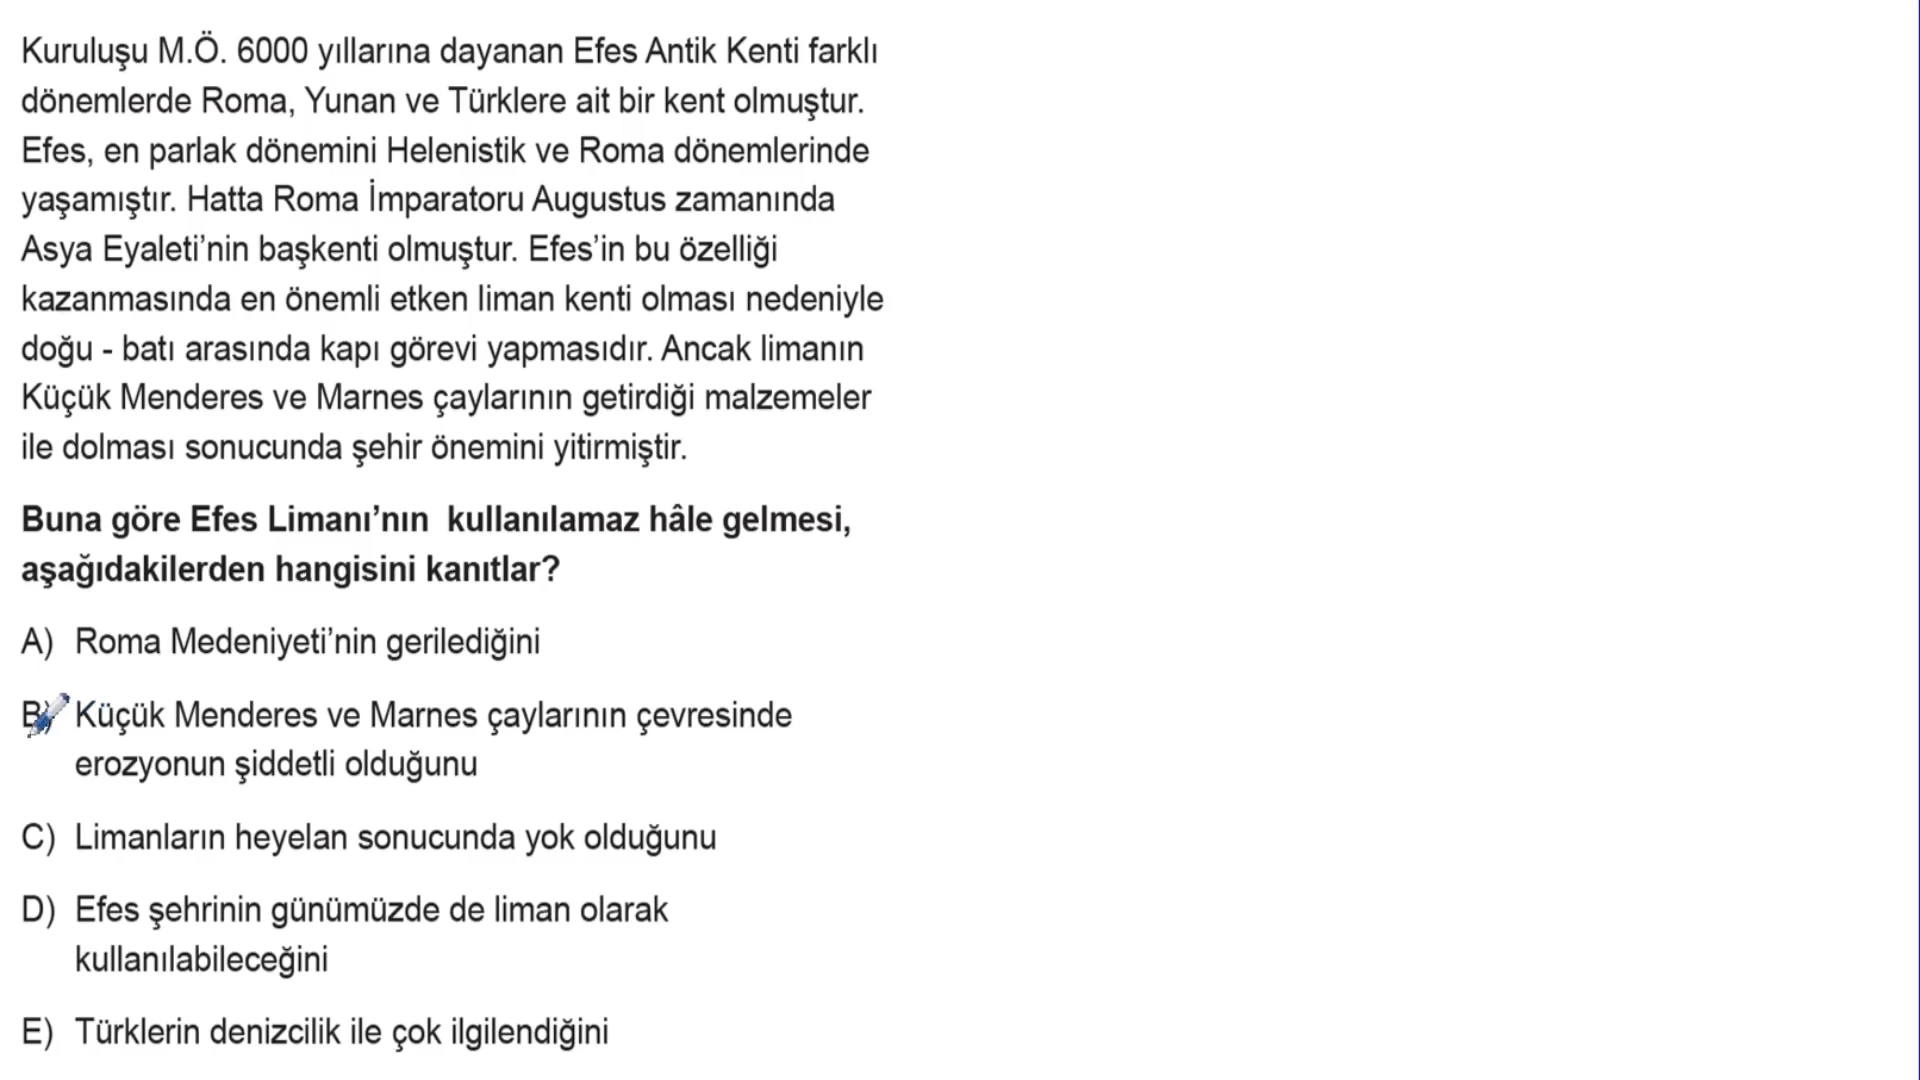 Kuruluşu M.Ö. 6000 yıllarına dayanan Efes Antik Kenti farklı
dönemlerde Roma, Yunan ve Türklere ait bir kent olmuştur.
Efes, en parlak dönemini Helenistik ve Roma dönemlerinde
yaşamıştır. Hatta Roma İmparatoru Augustus zamanında
Asya Eyaleti’nin başkenti olmuştur. Efes’in bu özelliği
kazanmasında en önemli etken liman kenti olması nedeniyle
doğu - batı arasında kapı görevi yapmasıdır. Ancak limanın
Küçük Menderes ve Marnes çaylarının getirdiği malzemeler
ile dolması sonucunda şehir önemini yitirmiştir.
Buna göre Efes Limanı’nın kullanılamaz hâle gelmesi,
aşağıdakilerden hangisini kanıtlar?
A) Roma Medeniyeti’nin gerilediğini
B) Küçük Menderes ve Marnes çaylarının çevresinde
erozyonun şiddetli olduğunu
C) Limanların heyelan sonucunda yok olduğunu
D) Efes şehrinin günümüzde de liman olarak
kullanılabileceğini
E) Türklerin denizcilik ile çok ilgilendiğini